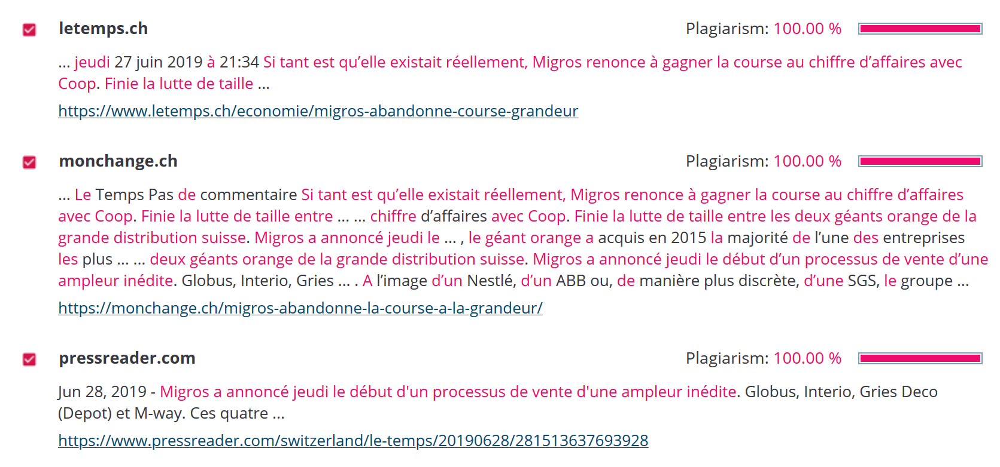 letemps.ch Plagiarism: 100.00 %
... jeudi 27 juin 2019 à 21:34 Si tant est qu’elle existait réellement, Migros renonce à gagner la course au chiffre d’affaires avec
Coop. Finie la lutte de taille ...
https://www.letemps.ch/economie/migros-abandonne-course-grandeur
monchange.ch Plagiarism: 100.00 %
... Le Temps Pas de commentaire Si tant est qu’elle existait réellement, Migros renonce à gagner la course au chiffre d’affaires
avec Coop. Finie la lutte de taille entre ... ... chiffre d’affaires avec Coop. Finie la lutte de taille entre les deux géants orange de la
grande distribution suisse. Migros a annoncé jeudi le ... , le géant orange a acquis en 2015 la majorité de l’une des entreprises
les plus ... ... deux géants orange de la grande distribution suisse. Migros a annoncé jeudi le début d’un processus de vente d’une
ampleur inédite. Globus, Interio, Gries ... . A l’image d’un Nestlé, d’un ABB ou, de manière plus discrète, d’une SGS, le groupe ...
https://monchange.ch/migros-abandonne-la-course-a-la-grandeur/
pressreader.com Plagiarism: 100.00 %
Jun 28, 2019 - Migros a annoncé jeudi le début d'un processus de vente d'une ampleur inédite. Globus, Interio, Gries Deco
(Depot) et M-way. Ces quatre ...
https://www.pressreader.com/switzerland/le-temps/20190628/281513637693928